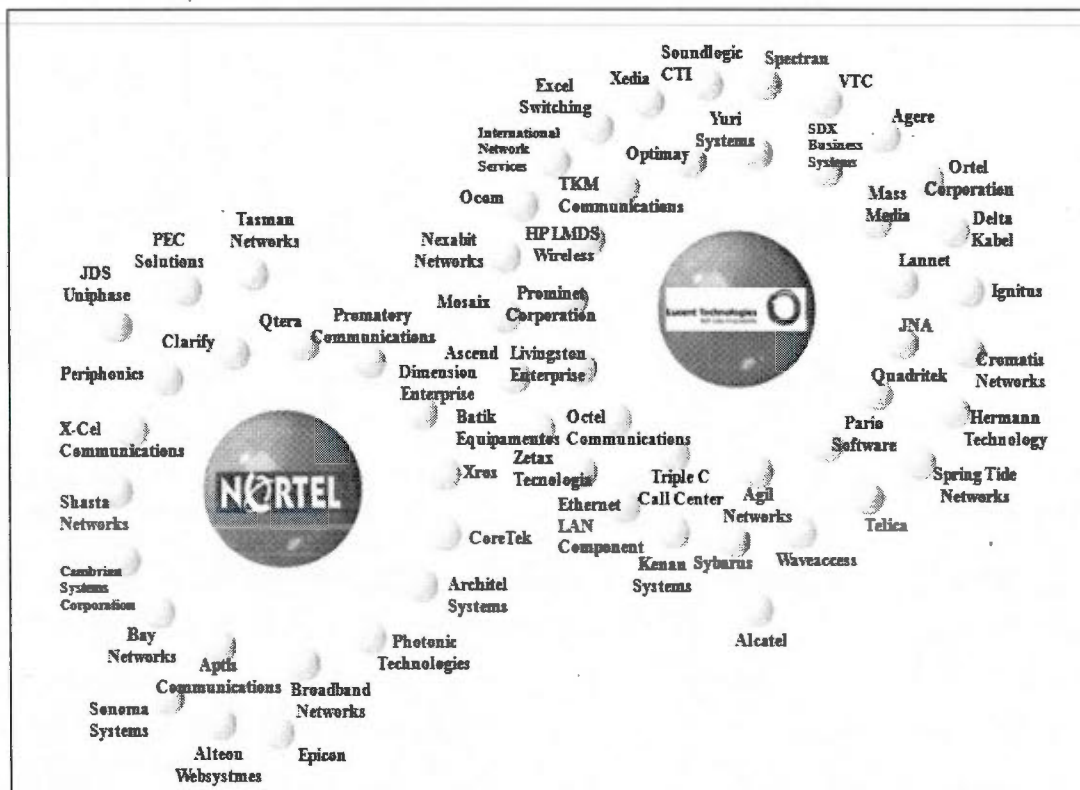 Soundlogic
CTI
Spectran
Xedia
VTC
Excel
Switching
Agere
Yuri
Systems
SDX
Business
Systems
International
Network
Services
Optimay
Ortel
Corporation
TKM
Communications
Ocom
Mass
Media
Delta
Kabel
Tasman
Networks
Nexabit
Networks
HP LMDS
Wireless
PEC
Solutions
Lannet
JDS
Uniphase
Ignitus
Mosaix
Prominet
Corporation
Lucent Technologies
Qtera
Promatory
Communications
JNA
Clarify
Ascend
Livingston
Enterprise
Cromatis
Networks
Periphonics
Dimension
Enterprise
Quadritek
Batik
Equipamentos
Octel
Communications
Pario
Software
Hermann
Technology
X-Cel
Communications
Xros
Zetax
Tecnologia
Triple C
Call Center
Spring Tide
Networks
NORTEL
Shasta
Networks
Ethernet
LAN
Component
Agil
Networks
Telica
CoreTek
Kenan
Systems
Sybarus
Waveaccess
Cambrian
Systems
Corporation
Architel
Systems
Bay
Networks
Photonic
Technologies
Alcatel
Aptis
Communications
Broadband
Networks
Sonoma
Systems
Alteon
Websystmes
Epicon